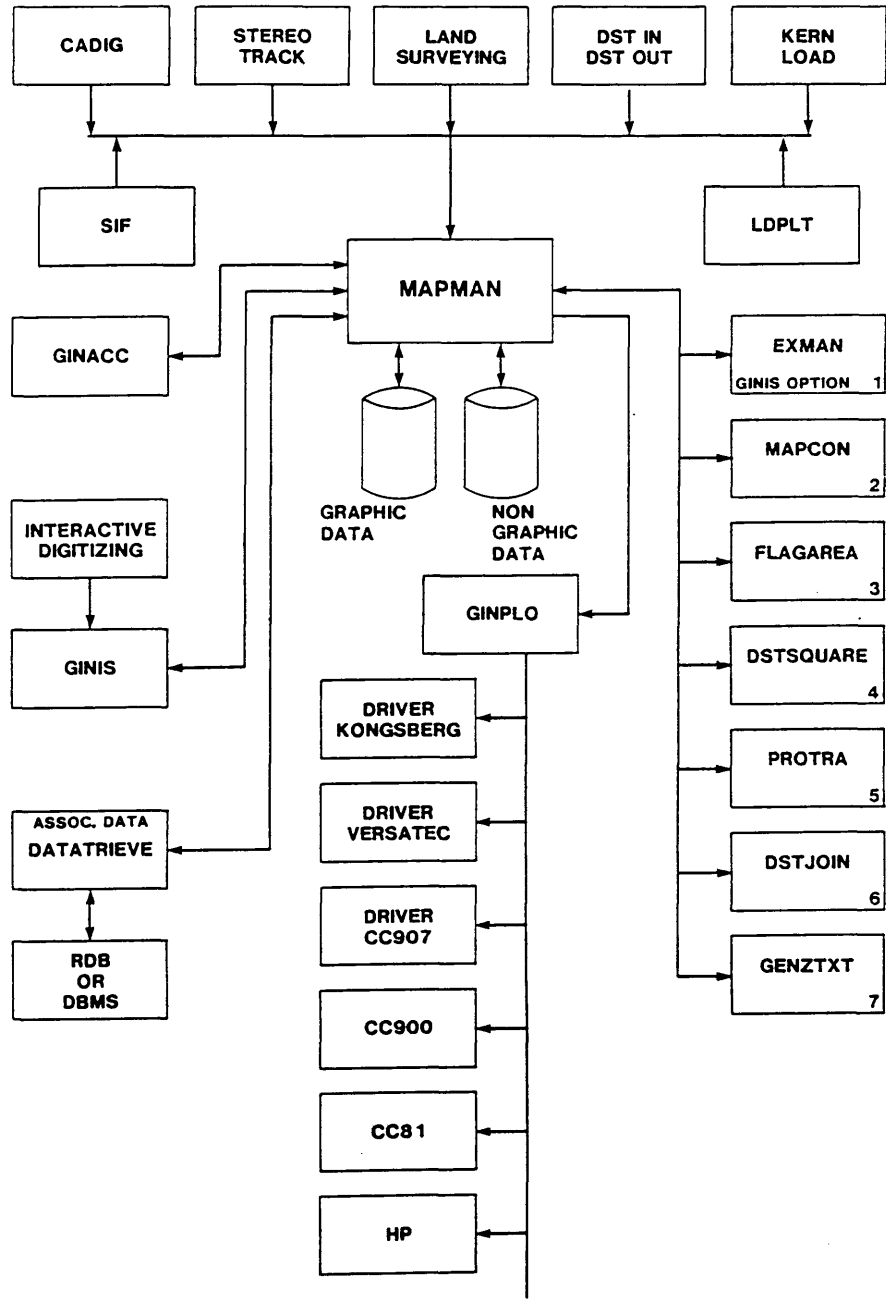 CADIG
STEREO
TRACK
LAND
SURVEYING
DST IN
DST OUT
KERN
LOAD
SIF
LDPLT
MAPMAN
GINACC
EXMAN
GINIS OPTION 1
MAPCON
2
GRAPHIC
DATA
NON
GRAPHIC
DATA
INTERACTIVE
DIGITIZING
FLAGAREA
3
GINPLO
GINIS
DSTSQUARE
4
DRIVER
KONGSBERG
PROTRA
5
DRIVER
VERSATEC
ASSOC. DATA
DATATRIEVE
DSTJOIN
6
DRIVER
CC907
RDB
OR
DBMS
GENZTXT
7
CC900
CC81
HP